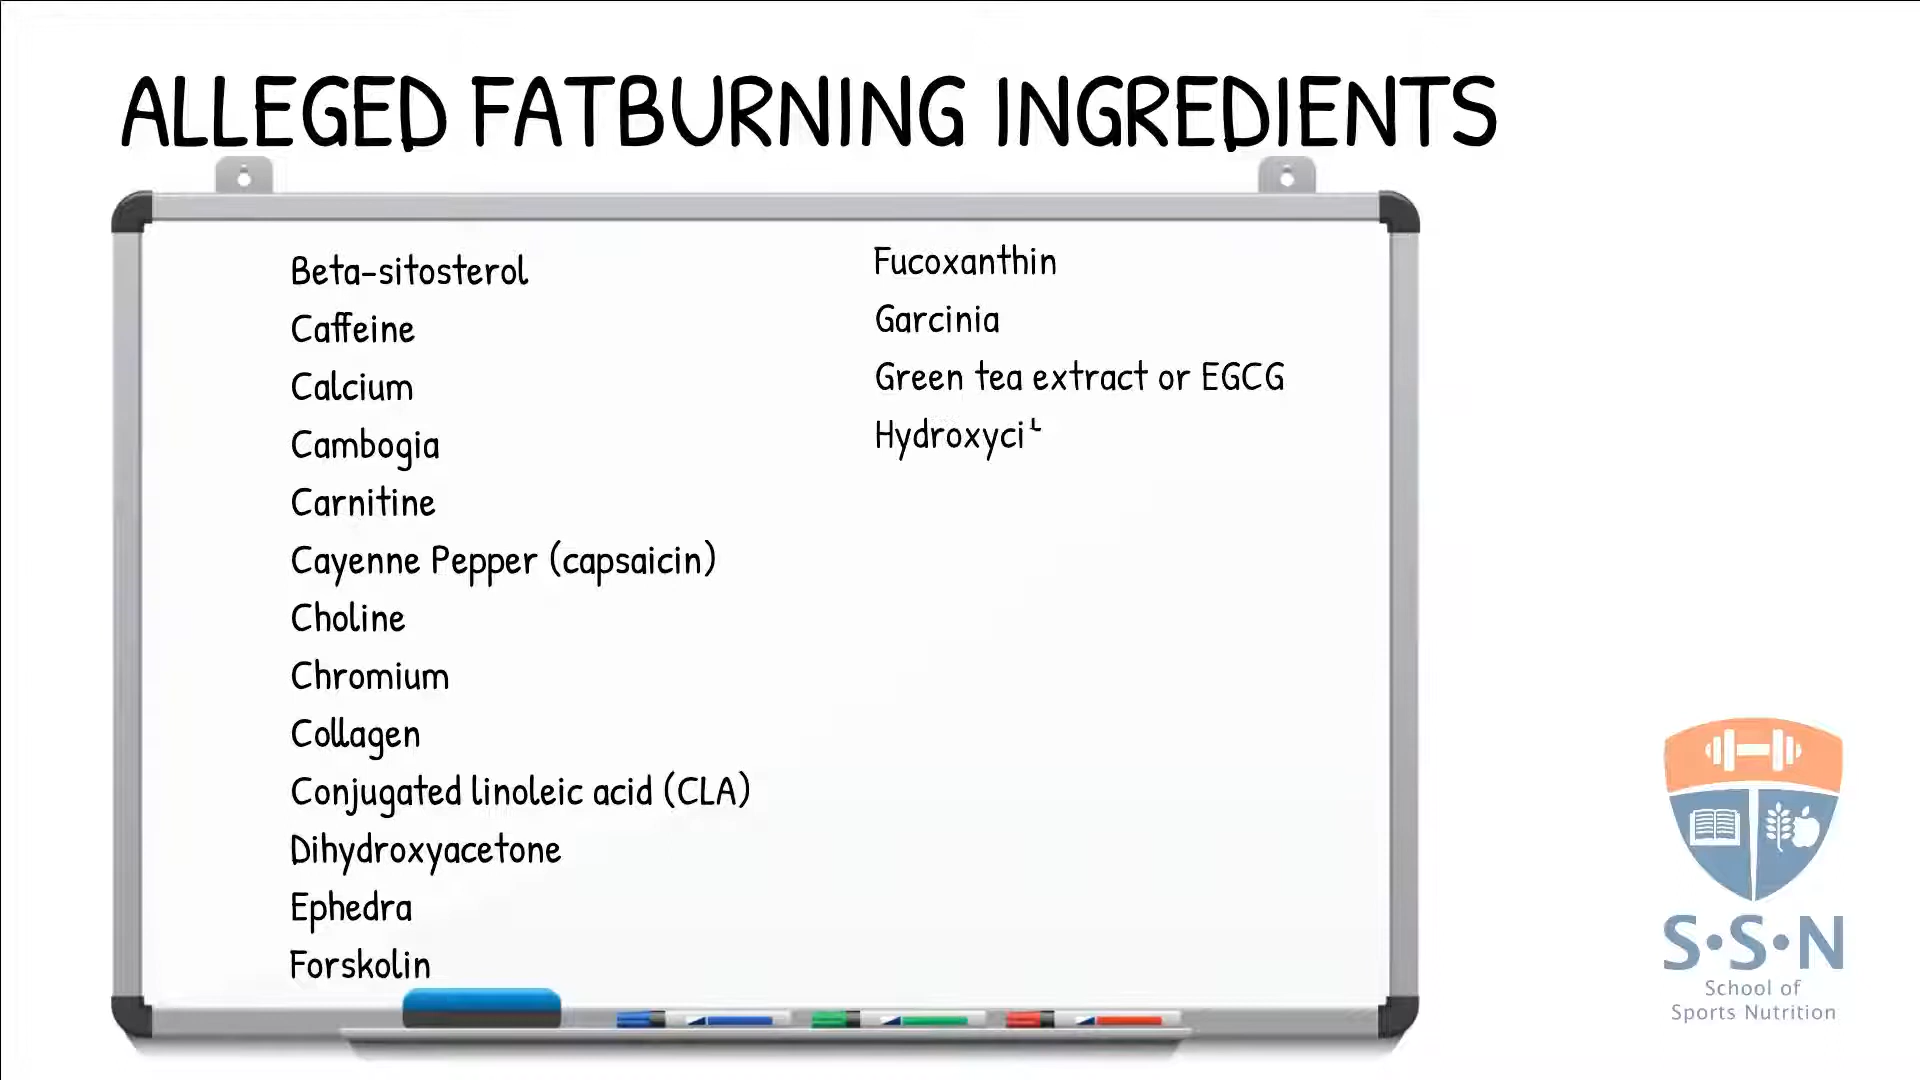 ALLEGED FATBURNING INGREDIENTS
Beta-sitosterol
Caffeine
Calcium
Cambogia
Carnitine
Cayenne Pepper (capsaicin)
Choline
Chromium
Collagen
Conjugated linoleic acid (CLA)
Dihydroxyacetone
Ephedra
Forskolin
Fucoxanthin
Garcinia
Green tea extract or EGCG
S•S•N
School of
Sports Nutrition